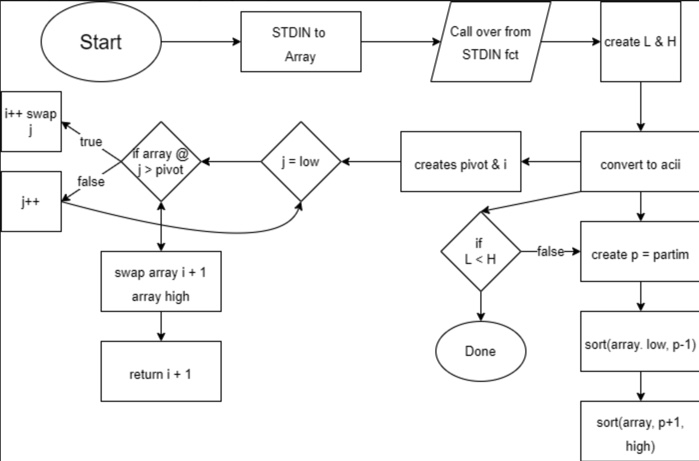 Start
STDIN to
Array
Call over from
STDIN fct
create L & H
i++ swap
j
true
if array @
j > pivot
j = low
creates pivot & i
convert to acii
false
j++
if
L < H
false
create p = partim
swap array i + 1
array high
Done
sort(array. low, p-1)
return i + 1
sort(array, p+1,
high)